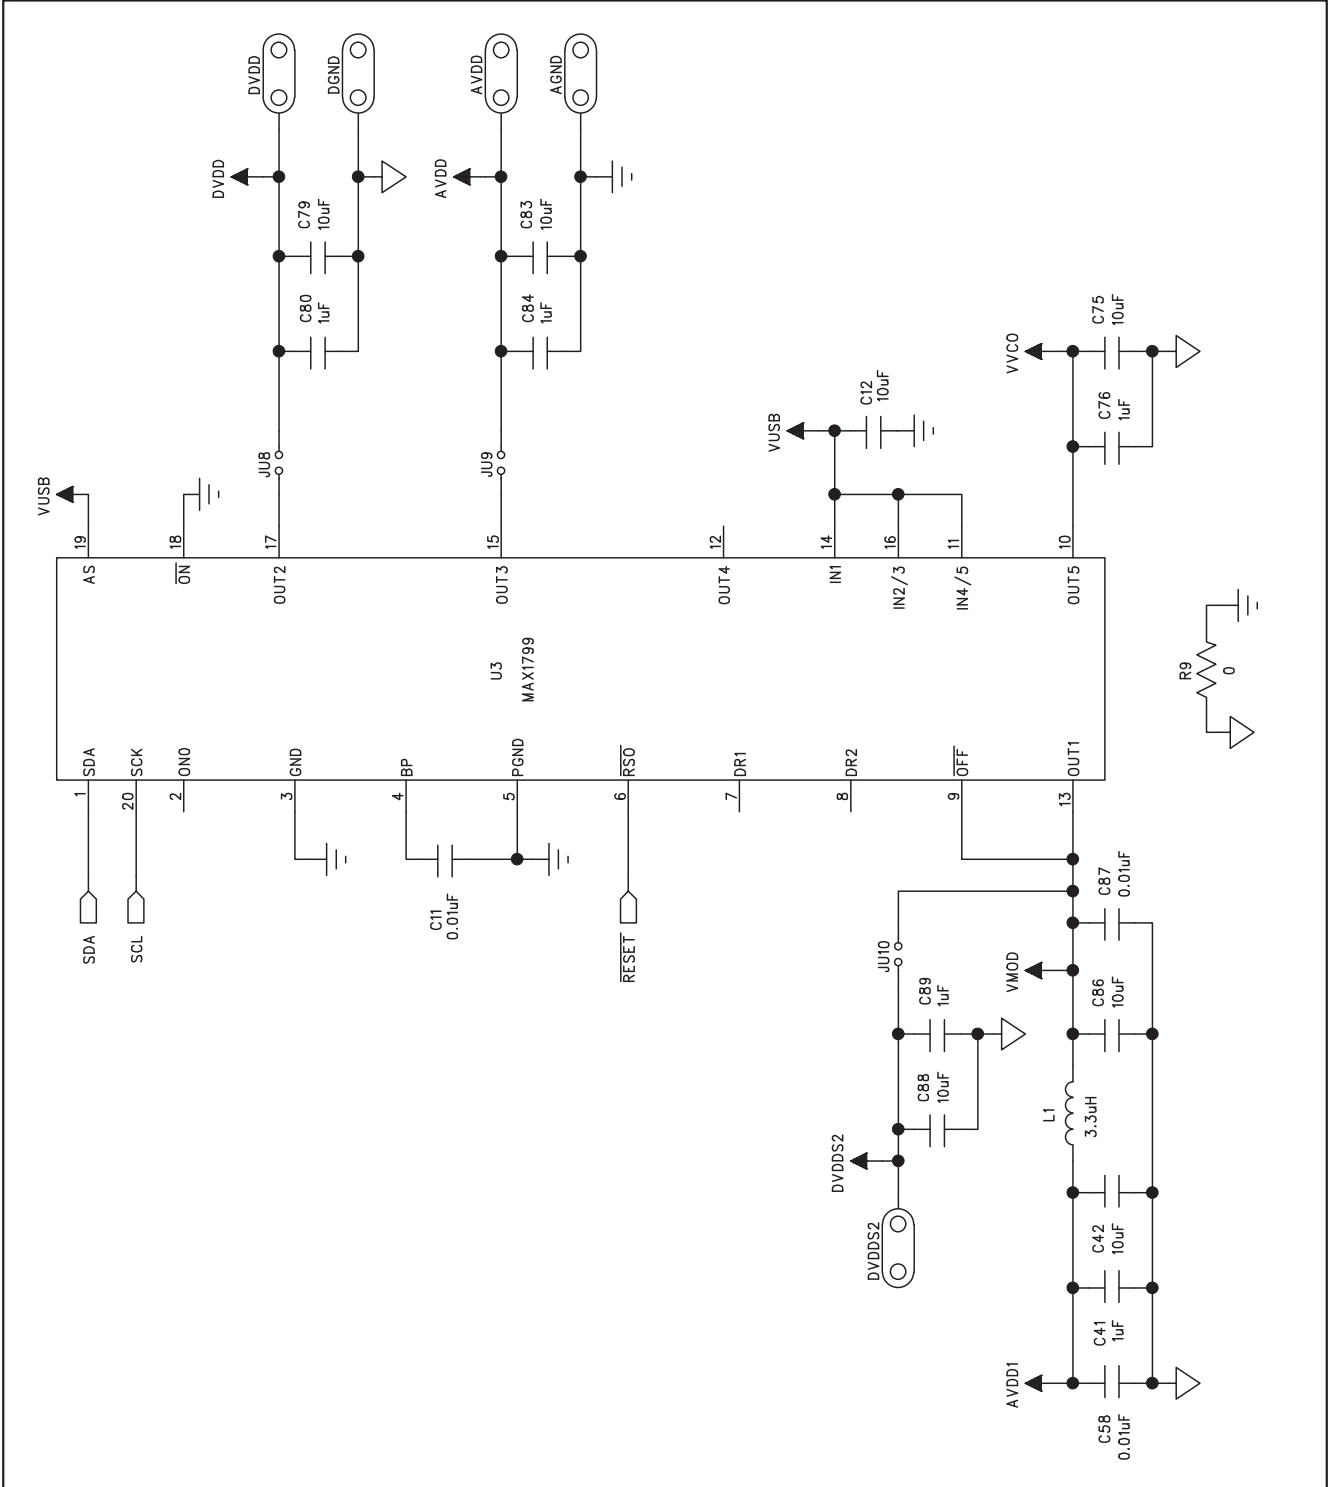 DVDD
DGND
AVDD
AGND
DVDD
AVDD
C79
10uF
C83
10uF
C80
1uF
C84
1uF
JU8
JU9
VUSB
VUSB
C12
10uF
VVCO
C75
10uF
C76
1uF
19
18
17
15
12
14
16
11
10
AS
ON
OUT2
OUT3
OUT4
IN1
IN2/3
IN4/5
OUT5
U3
MAX1799
R9
0
SDA
SCK
ONO
GND
BP
PGND
RSO
DR1
DR2
OFF
OUT1
1
20
2
3
4
5
6
7
8
9
13
SDA
SCL
C11
0.01uF
RESET
JU10
C87
0.01uF
VMOD
C89
1uF
C86
10uF
C88
10uF
L1
3.3uH
DVDDS2
DVDDS2
C42
10uF
C41
1uF
AVDD1
C58
0.01uF